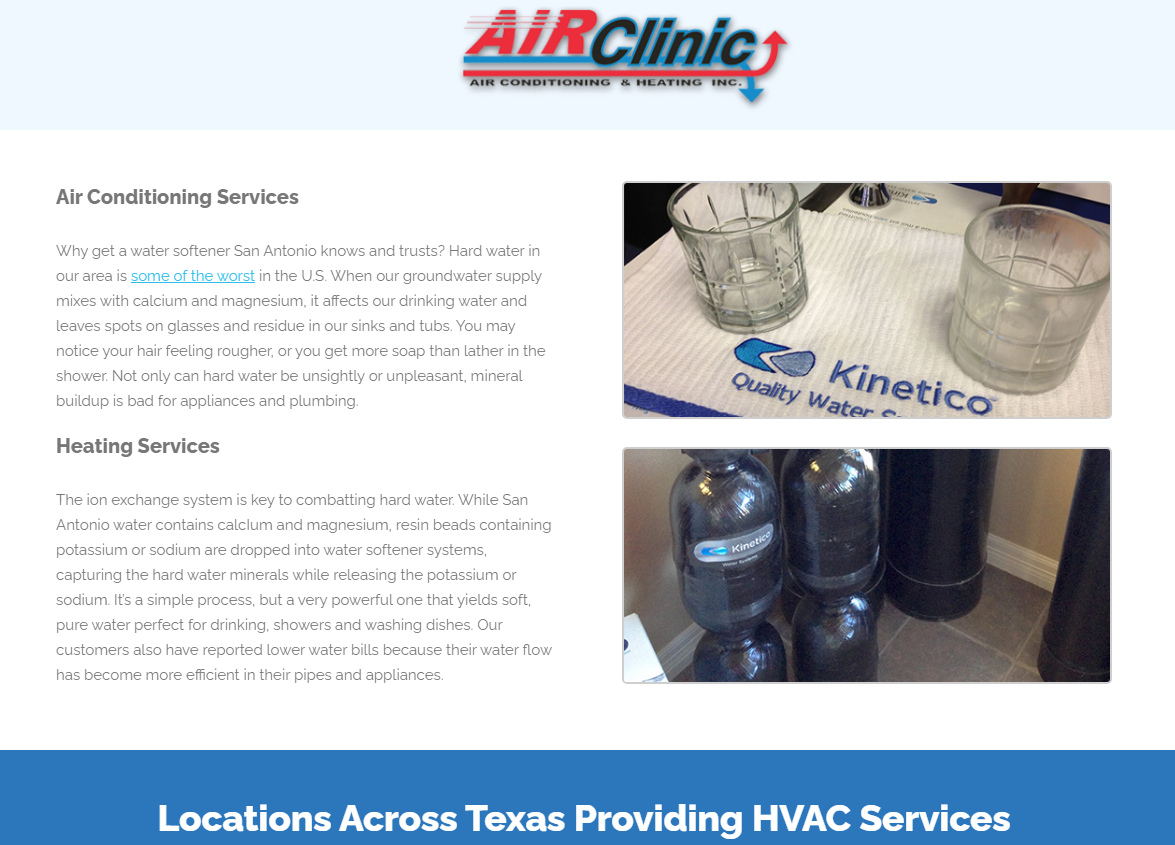 AIRClinic
AIR CONDITIONING & HEATING INC.
Air Conditioning Services
Why get a water softener San Antonio knows and trusts? Hard water in
our area is some of the worst in the U.S. When our groundwater supply
mixes with calcium and magnesium, it affects our drinking water and
leaves spots on glasses and residue in our sinks and tubs. You may
notice your hair feeling rougher, or you get more soap than lather in the
shower. Not only can hard water be unsightly or unpleasant, mineral
buildup is bad for appliances and plumbing.
Heating Services
The ion exchange system is key to combatting hard water. While San
Antonio water contains calcIum and magnesium, resin beads containing
potassium or sodium are dropped into water softener systems,
capturing the hard water minerals while releasing the potassium or
sodium. It's a simple process, but a very powerful one that yields soft,
pure water perfect for drinking, showers and washing dishes. Our
customers also have reported lower water bills because their water flow
has become more efficient in their pipes and appliances.
Kinetico
Quality Water
Kinetico
Water Systems
Locations Across Texas Providing HVAC Services